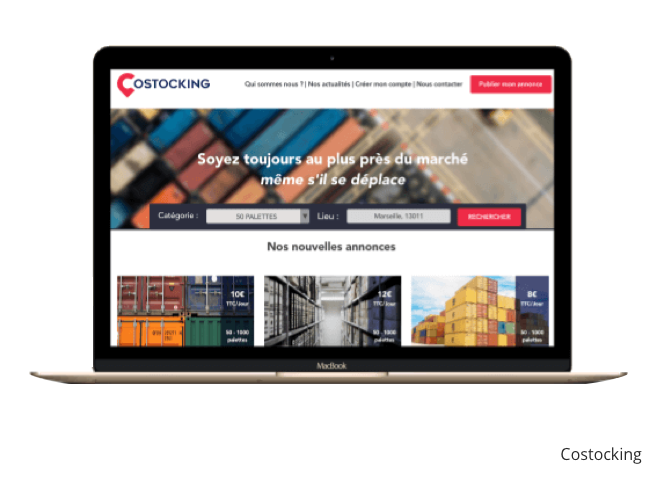 COSTOCKING
Qui sommes nous ? | Nos actualités | Créer mon compte | Nous contacter
Publier mon annonce
Soyez toujours au plus près du marché
même s'il se déplace
Catégorie :
50 PALETTES
Lieu :
Marseille, 13011
RECHERCHER
Nos nouvelles annonces
10€
TTC/Jour
50 - 1000
palettes
12€
TTC/Jour
50 - 1000
palettes
8€
TTC/Jour
50 - 1000
palettes
MacBook
Costocking